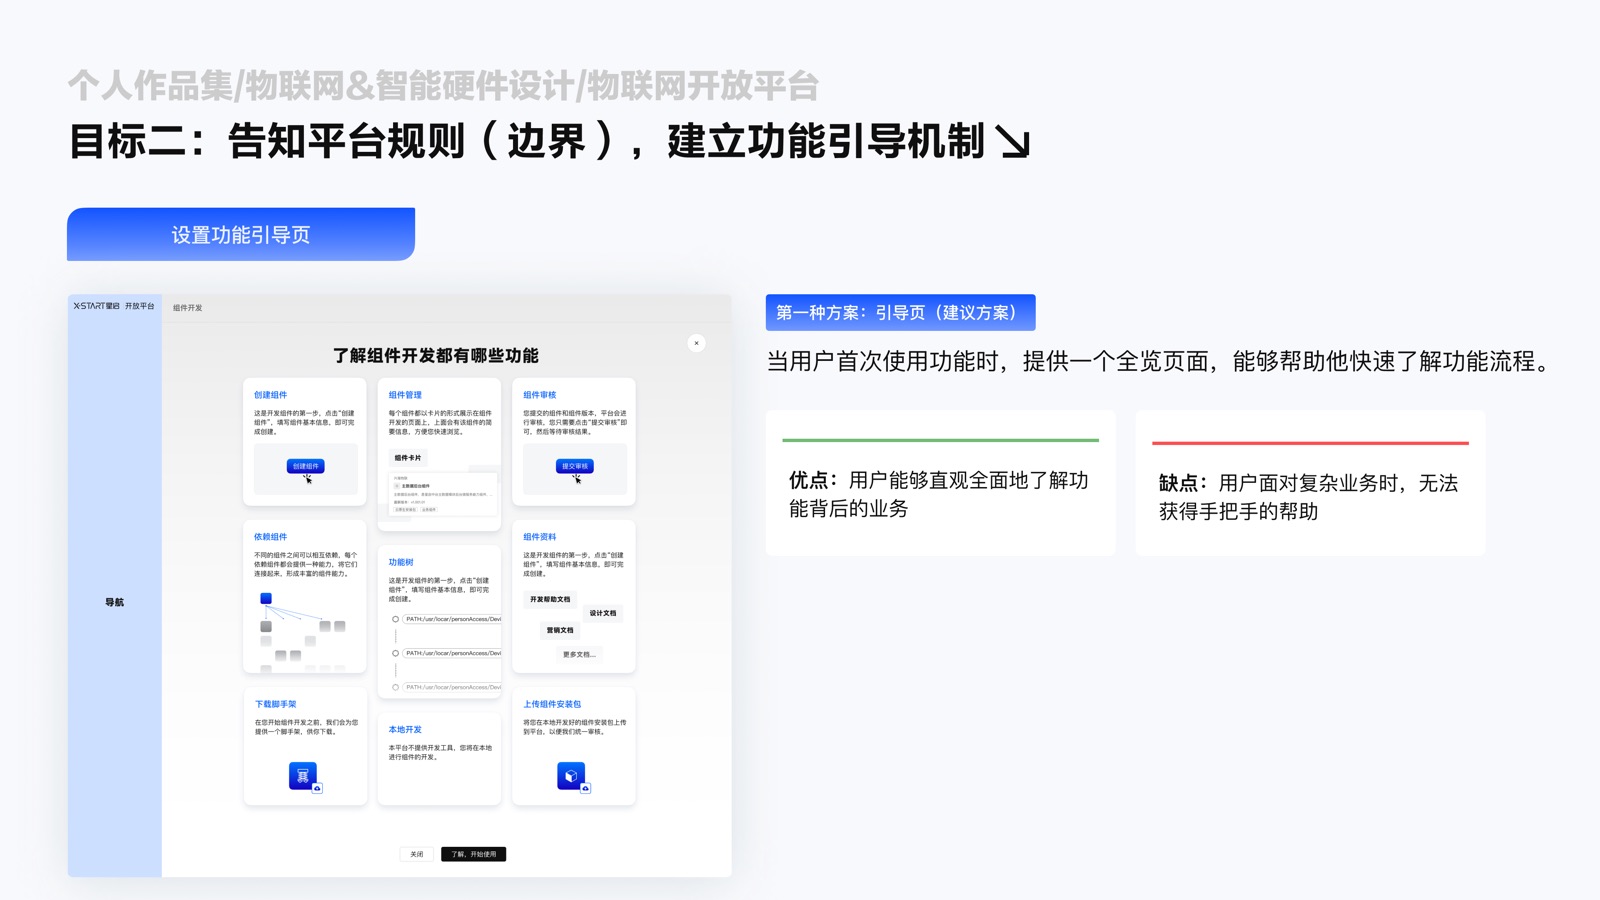 个人作品集/物联网&智能硬件设计/物联网开放平台
目标二：告知平台规则（边界），建立功能引导机制↘
设置功能引导页
X-START星启 开放平台
组件开发
导航
×
了解组件开发都有哪些功能
创建组件
这是开发组件的第一步，点击“创建
组件”，填写组件基本信息，即可完
成创建。
创建组件
组件管理
每个组件都以卡片的形式展示在组件
开发的页面上，上面会有该组件的简
要信息，方便您快速浏览。
组件卡片
组件审核
您提交的组件和组件版本，平台会进
行审核，您只需要点击“提交审核”即
可，然后等待审核结果。
提交审核
依赖组件
不同的组件之间可以相互依赖，每个
依赖组件都会提供一种能力，将它们
连接起来，形成丰富的组件能力。
功能树
这是开发组件的第一步，点击“创建
组件”，填写组件基本信息，即可完
成创建。
PATH:/usr/locar/personAccess/Devi
PATH:/usr/locar/personAccess/Devi
PATH:/usr/locar/personAccess/Devi
组件资料
这是开发组件的第一步，点击“创建
组件”，填写组件基本信息，即可完
成创建。
开发帮助文档
设计文档
营销文档
更多文档...
下载脚手架
在您开始组件开发之前，我们会为您
提供一个脚手架，供你下载。
本地开发
本平台不提供开发工具，您将在本地
进行组件的开发。
上传组件安装包
将您在本地开发好的组件安装包上传
到平台，以便我们统一审核。
关闭
了解，开始使用
第一种方案：引导页（建议方案）
当用户首次使用功能时，提供一个全览页面，能够帮助他快速了解功能流程。
优点：用户能够直观全面地了解功
能背后的业务
缺点：用户面对复杂业务时，无法
获得手把手的帮助